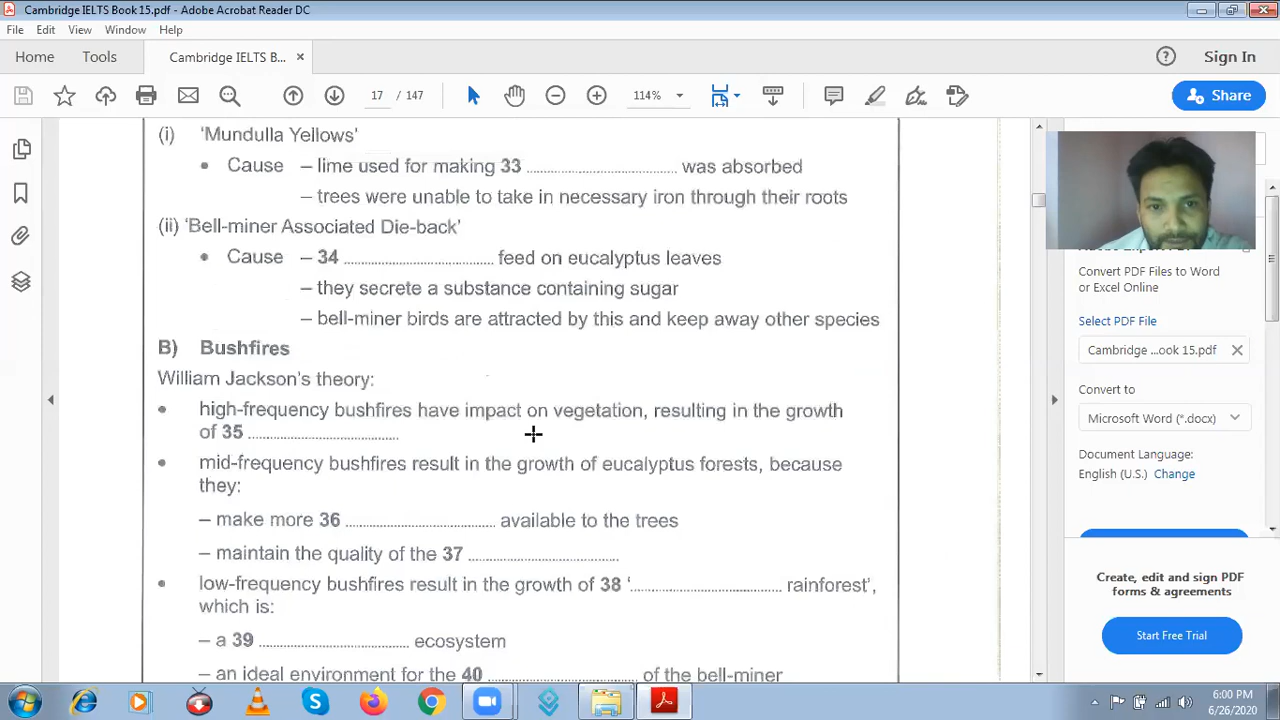 Cambridge IELTS Book 15.pdf - Adobe Acrobat Reader DC
File Edit View Window Help
Home Tools Cambridge IELTS B... × Sign In
17 / 147 114% Share
(i) 'Mundulla Yellows'
• Cause – lime used for making 33 .............................. was absorbed
– trees were unable to take in necessary iron through their roots
(ii) 'Bell-miner Associated Die-back'
• Cause – 34 .............................. feed on eucalyptus leaves
– they secrete a substance containing sugar
– bell-miner birds are attracted by this and keep away other species
B) Bushfires
William Jackson's theory:
• high-frequency bushfires have impact on vegetation, resulting in the growth
of 35 ..............................
• mid-frequency bushfires result in the growth of eucalyptus forests, because
they:
– make more 36 .............................. available to the trees
– maintain the quality of the 37 ..............................
• low-frequency bushfires result in the growth of 38 '.............................. rainforest',
which is:
– a 39 .............................. ecosystem
– an ideal environment for the 40 .............................. of the bell-miner
Convert PDF Files to Word
or Excel Online
Select PDF File
Cambridge ...ook 15.pdf ×
Convert to
Microsoft Word (*.docx)
Document Language:
English (U.S.) Change
Create, edit and sign PDF
forms & agreements
Start Free Trial
6:00 PM
6/26/2020